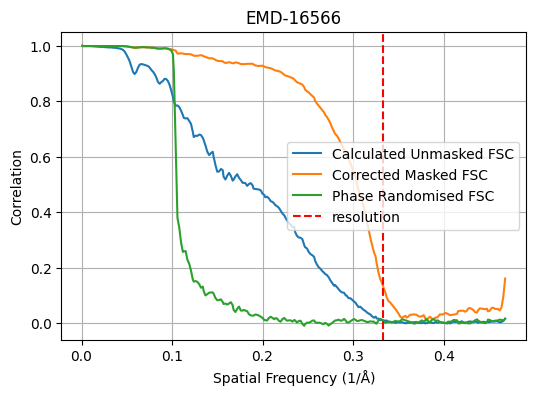 EMD-16566
1.0
0.8
0.6
0.4
0.2
0.0
Correlation
Calculated Unmasked FSC
Corrected Masked FSC
Phase Randomised FSC
resolution
0.0 0.1 0.2 0.3 0.4
Spatial Frequency (1/Å)